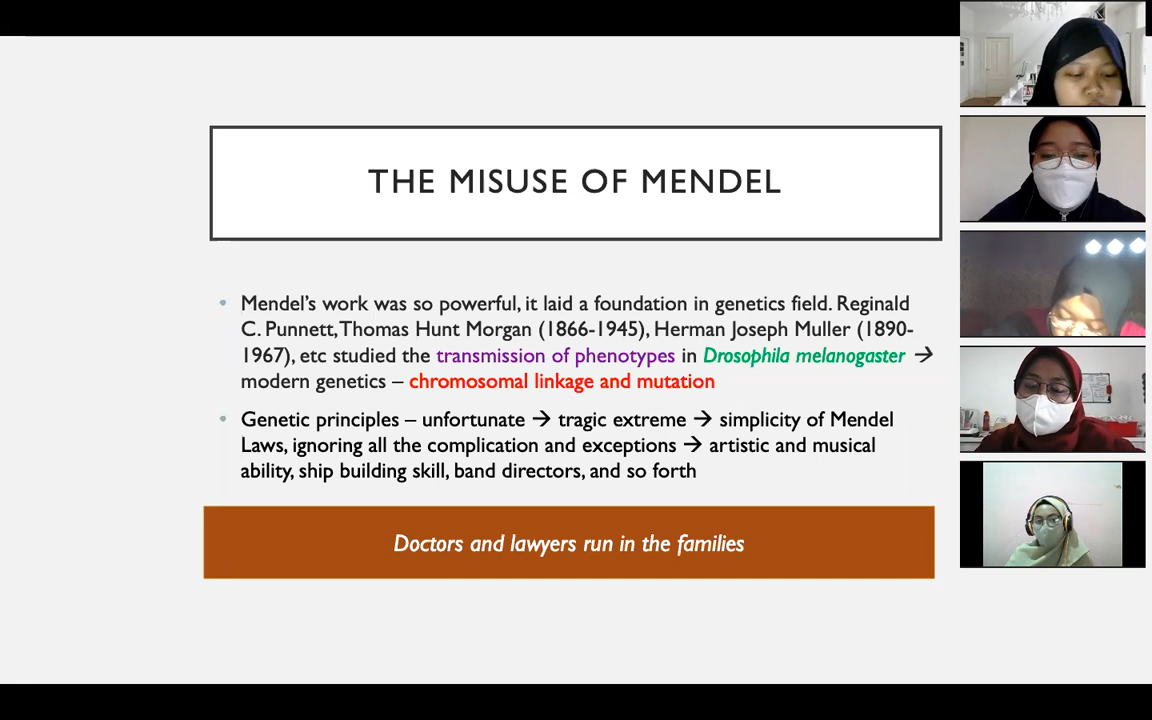 THE MISUSE OF MENDEL
• Mendel's work was so powerful, it laid a foundation in genetics field. Reginald
C. Punnett, Thomas Hunt Morgan (1866-1945), Herman Joseph Muller (1890-
1967), etc studied the transmission of phenotypes in Drosophila melanogaster →
modern genetics – chromosomal linkage and mutation
• Genetic principles – unfortunate → tragic extreme → simplicity of Mendel
Laws, ignoring all the complication and exceptions → artistic and musical
ability, ship building skill, band directors, and so forth
Doctors and lawyers run in the families